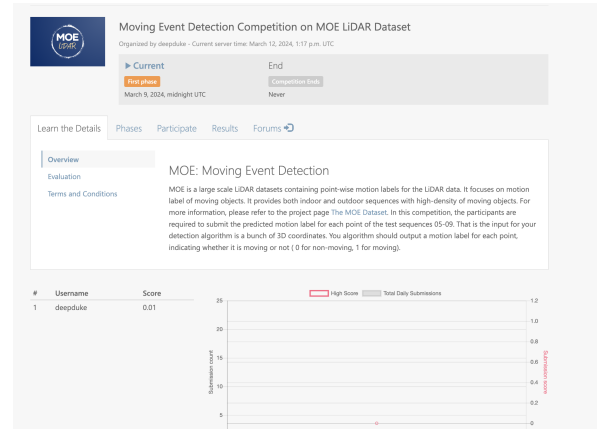 MOE
LiDAR
Moving Event Detection Competition on MOE LiDAR Dataset
Organized by deepduke - Current server time: March 12, 2024, 1:17 p.m. UTC
Current
End
First phase
Competition Ends
March 9, 2024, midnight UTC
Never
Learn the Details
Phases
Participate
Results
Forums
Overview
Evaluation
Terms and Conditions
MOE: Moving Event Detection
MOE is a large scale LiDAR datasets containing point-wise motion labels for the LiDAR data. It focuses on motion
label of moving objects. It provides both indoor and outdoor sequences with high-density of moving objects. For
more information, please refer to the project page The MOE Dataset. In this competition, the participants are
required to submit the predicted motion label for each point of the test sequences 05-09. That is the input for your
detection algorithm is a bunch of 3D coordinates. You algorithm should output a motion label for each point,
indicating whether it is moving or not ( 0 for non-moving, 1 for moving).
# Username Score
1 deepduke 0.01
High Score
Total Daily Submissions
25
20
15
10
5
Submission count
1.2
1.0
0.8
0.6
0.4
0.2
0
Submission score